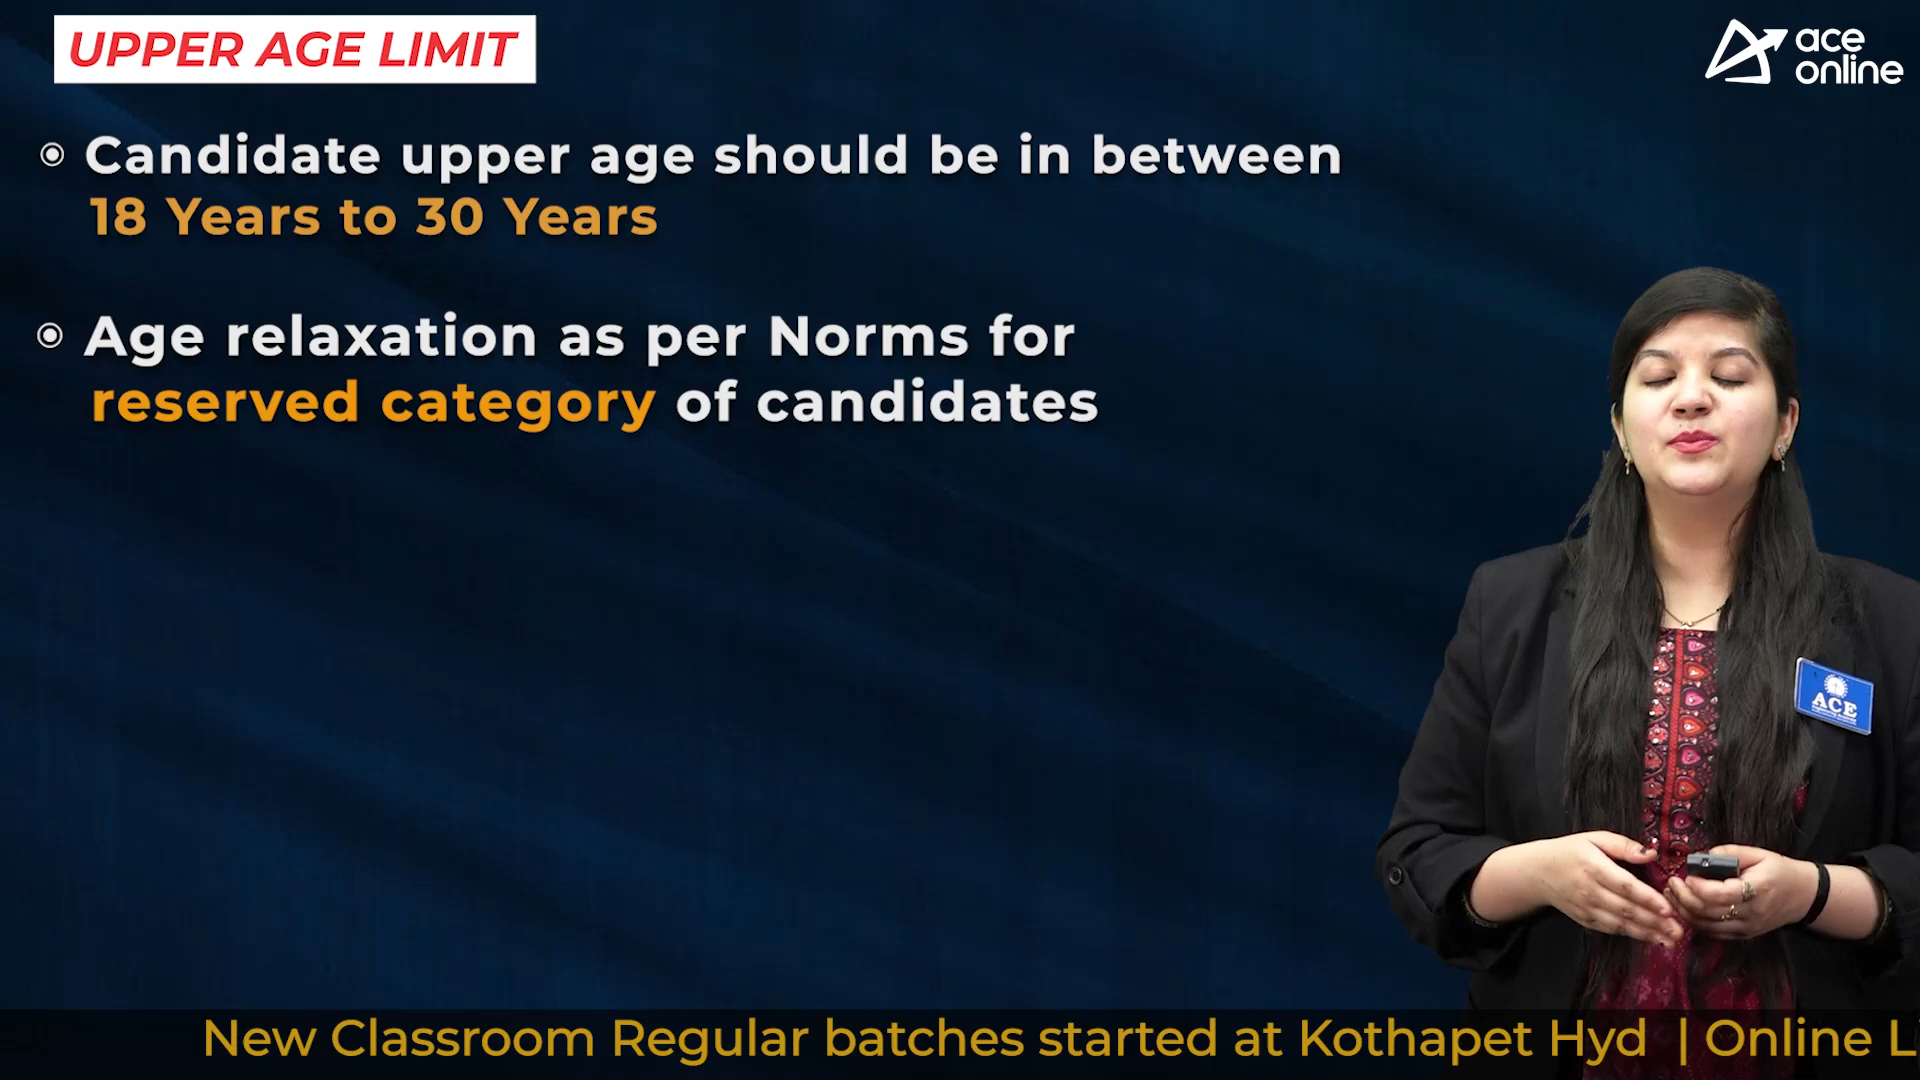 UPPER AGE LIMIT
ace
online
Candidate upper age should be in between
18 Years to 30 Years
Age relaxation as per Norms for
reserved category of candidates
ACE
New Classroom Regular batches started at Kothapet Hyd | Online L